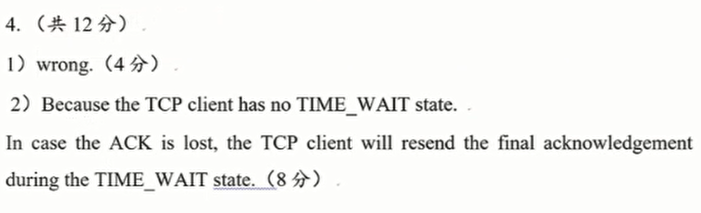 4.（共 12 分）
1）wrong.（4 分）
2）Because the TCP client has no TIME_WAIT state.
In case the ACK is lost, the TCP client will resend the final acknowledgement
during the TIME_WAIT state.（8 分）